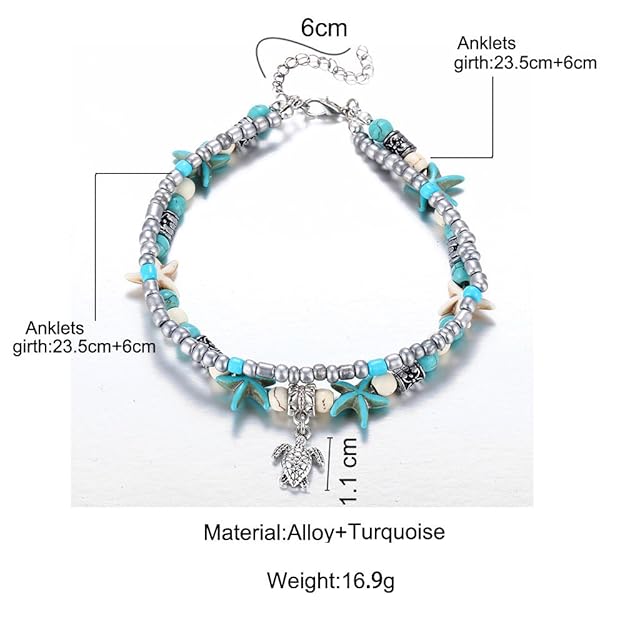 6cm
Anklets
girth:23.5cm+6cm
Anklets
girth:23.5cm+6cm
1.1 cm
Material:Alloy+Turquoise
Weight:16.9g